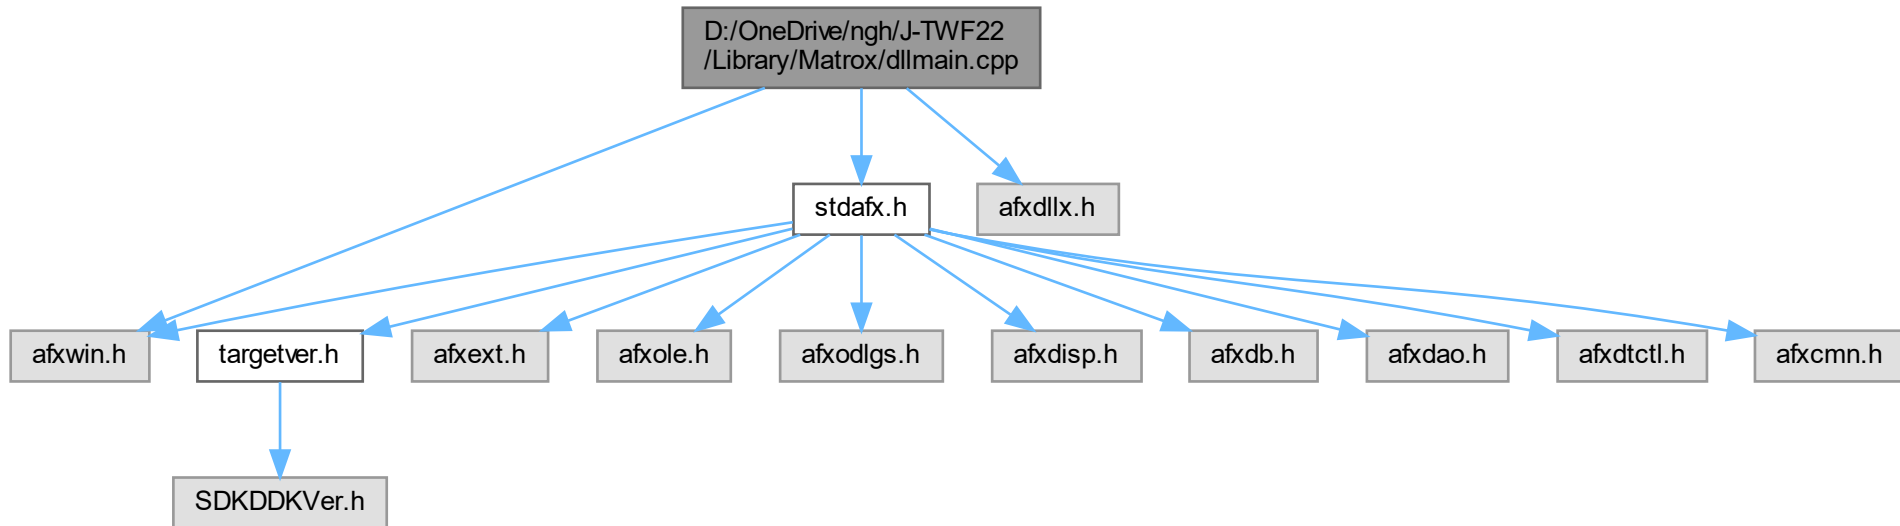 D:/OneDrive/ngh/J-TWF22
/Library/Matrox/dllmain.cpp
stdafx.h
afxdllx.h
afxwin.h
targetver.h
afxext.h
afxole.h
afxodlgs.h
afxdisp.h
afxdb.h
afxdao.h
afxdtctl.h
afxcmn.h
SDKDDKVer.h